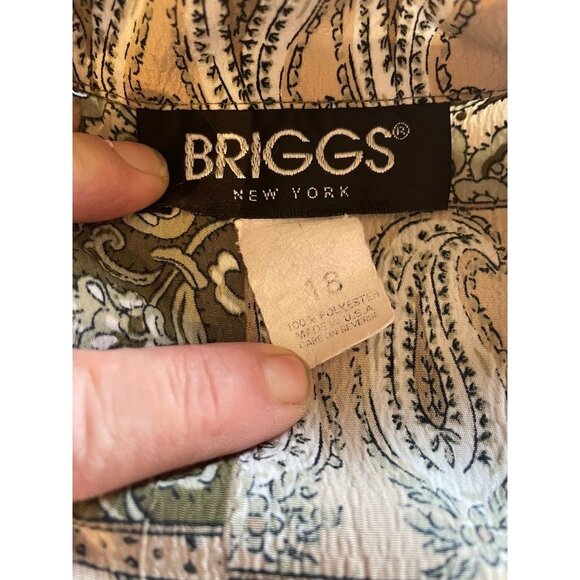 BRIGGS®
NEW YORK
18
100% POLYESTER
MADE IN U.S.A
CARE ON REVERSE